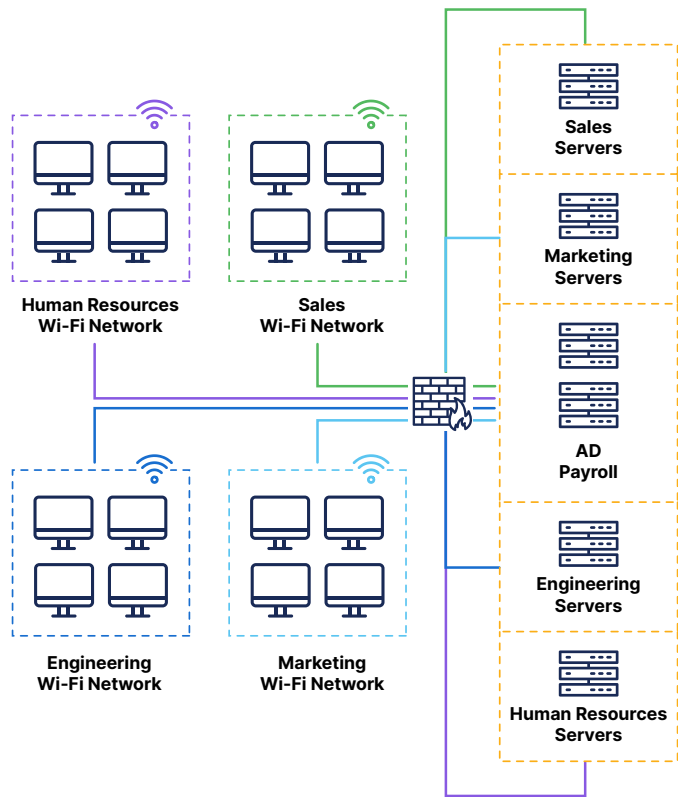 Sales
Servers
Marketing
Servers
Human Resources
Wi-Fi Network
Sales
Wi-Fi Network
AD
Payroll
Engineering
Servers
Engineering
Wi-Fi Network
Marketing
Wi-Fi Network
Human Resources
Servers